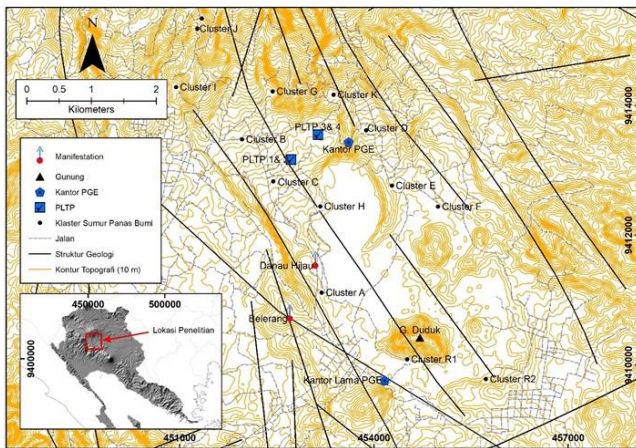 N
0 1 2
Kilometers
Manifestation
Gunung
Kantor PGE
PLTP
Klaster Sumur Panas Bumi
Jalan
Struktur Geologi
Kontur Topografi (10 m)
450000 500000
9400000
Lokasi Penelitian
Cluster J
Cluster I
Cluster G
Cluster K
PLTP 3& 4
Cluster D
Cluster B
Kantor PGE
PLTP 1&
Cluster C
Cluster E
Cluster H
Cluster F
Danau Hijau
Cluster A
Belerang
G. Duduk
Cluster R1
Kantor Lama PGE
Cluster R2
451000 454000 457000
9414000
9412000
9410000